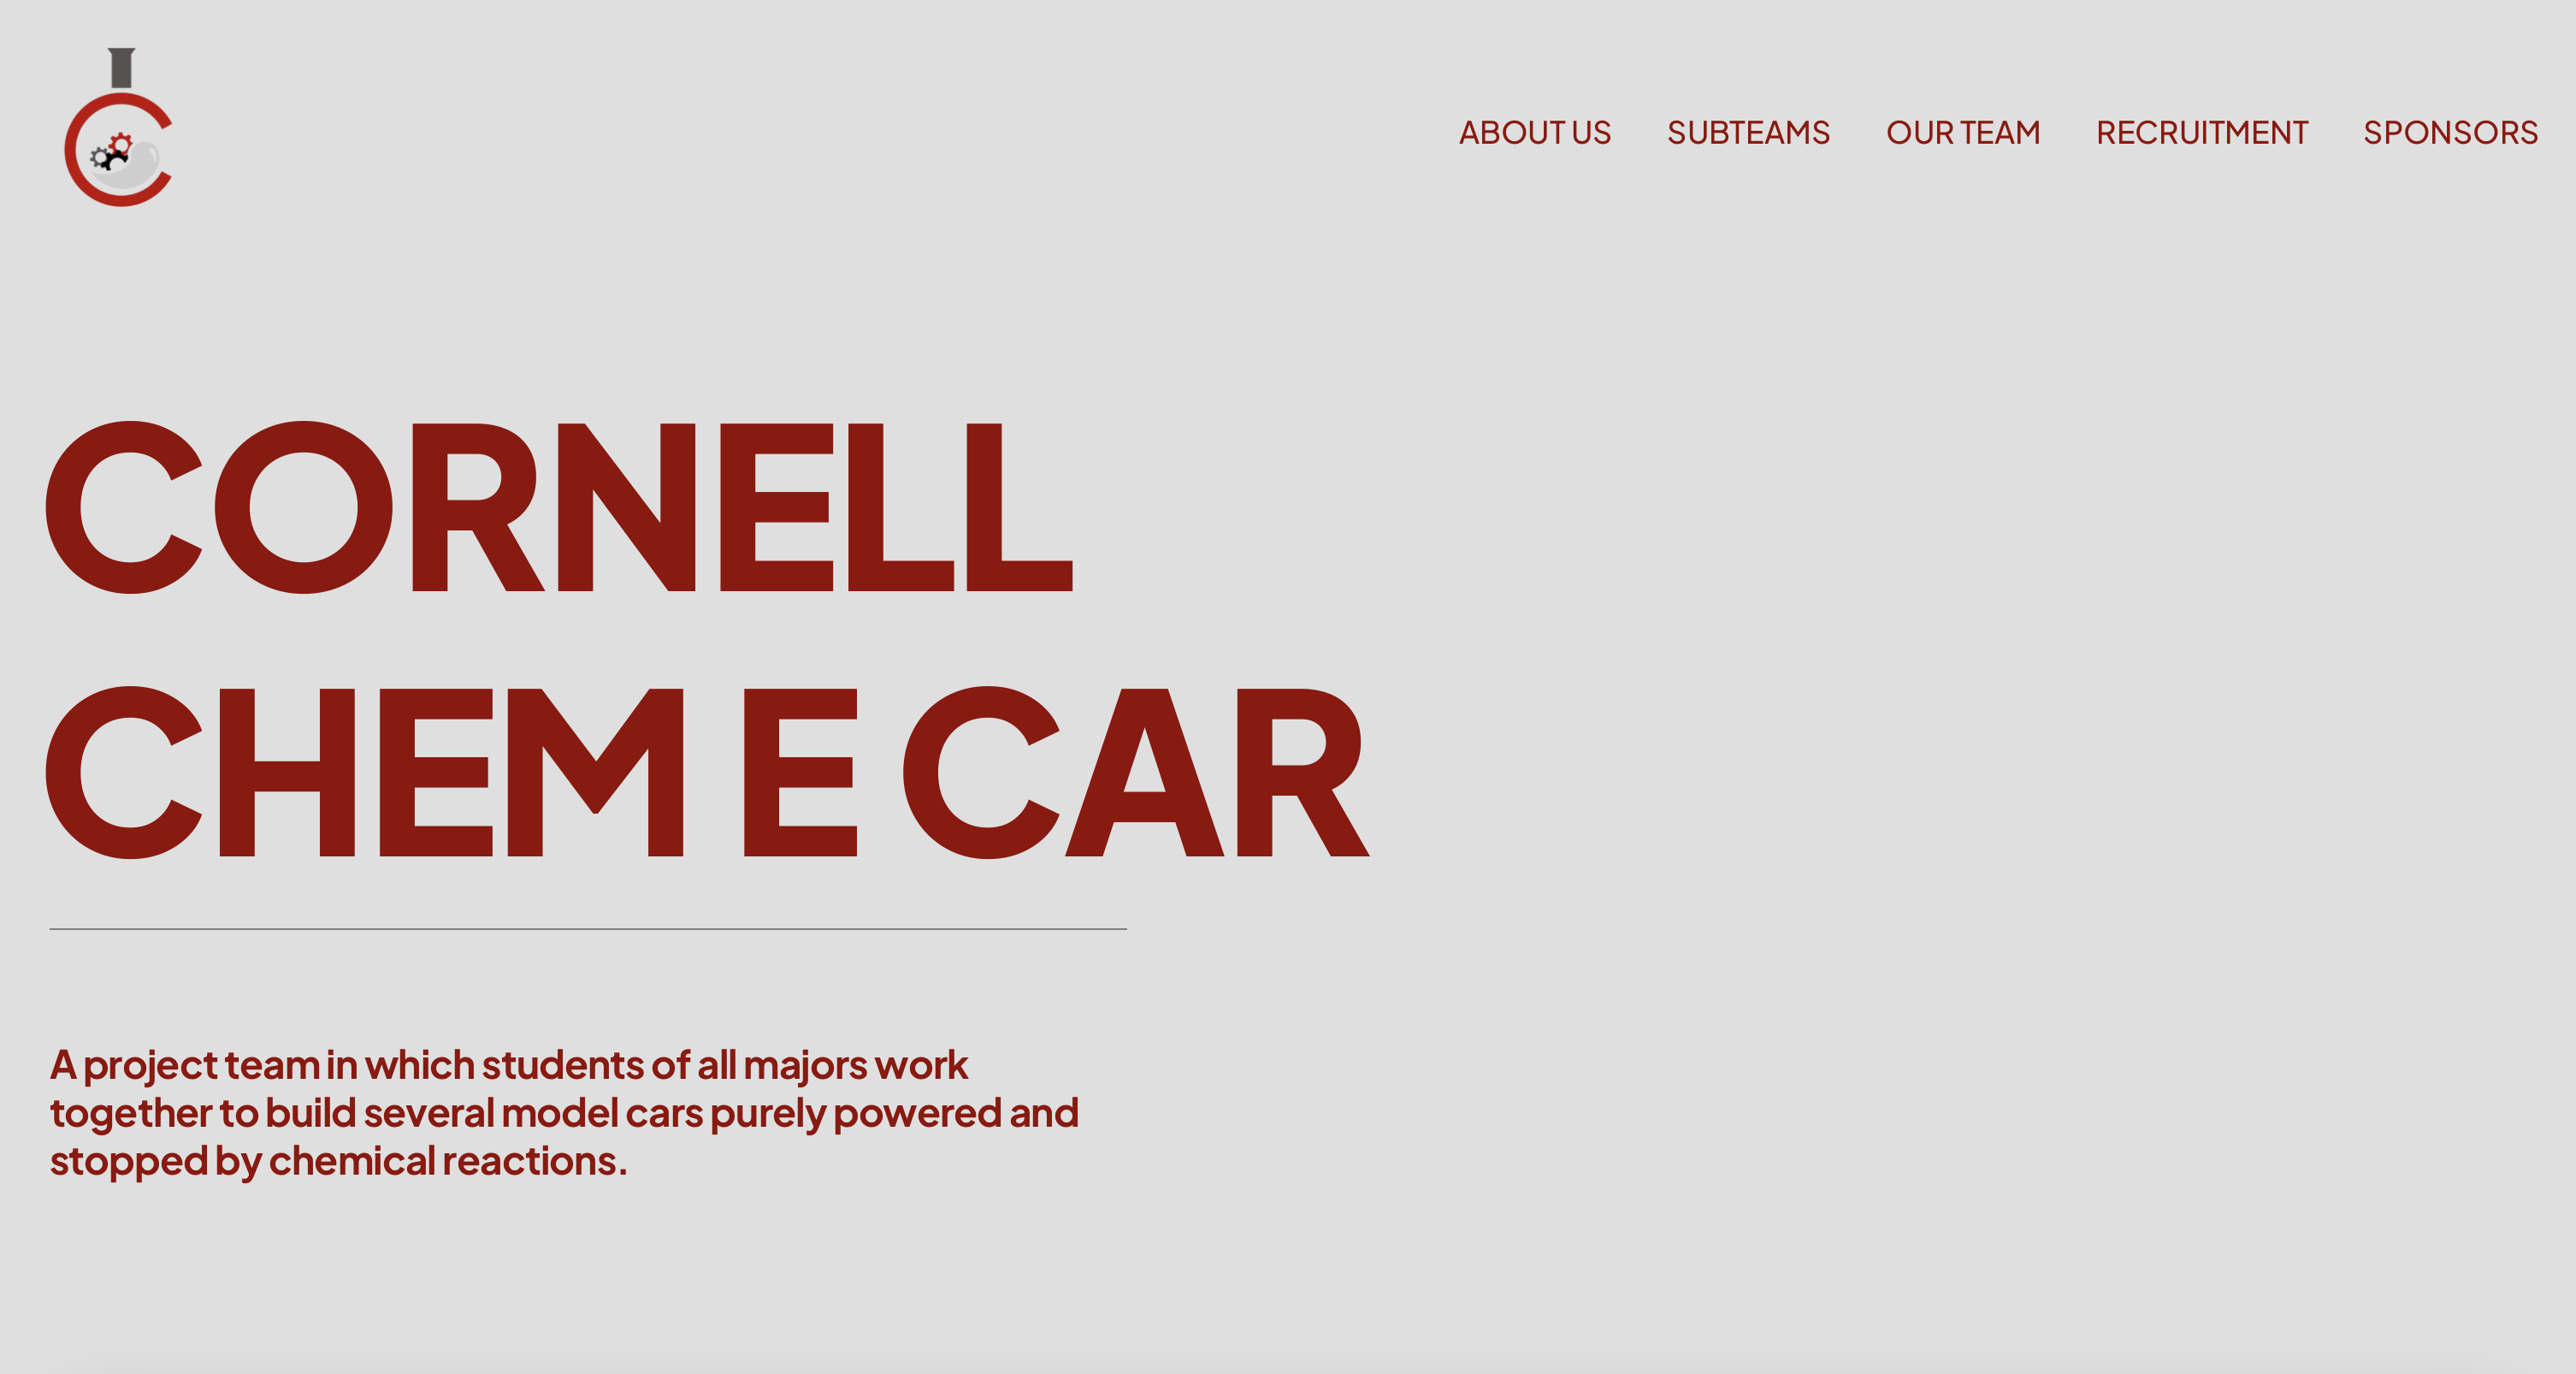 ABOUT US SUBTEAMS OUR TEAM RECRUITMENT SPONSORS
CORNELL
CHEM E CAR
A project team in which students of all majors work
together to build several model cars purely powered and
stopped by chemical reactions.